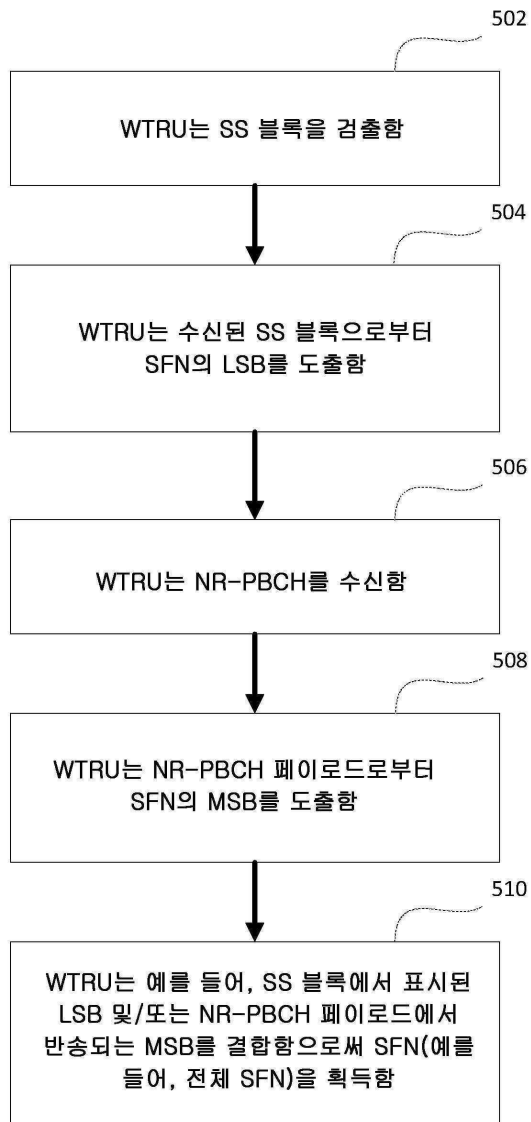 502
WTRU는 SS 블록을 검출함
504
WTRU는 수신된 SS 블록으로부터
SFN의 LSB를 도출함
506
WTRU는 NR-PBCH를 수신함
508
WTRU는 NR-PBCH 페이로드로부터
SFN의 MSB를 도출함
510
WTRU는 예를 들어, SS 블록에서 표시된
LSB 및/또는 NR-PBCH 페이로드에서
반송되는 MSB를 결합함으로써 SFN(예를
들어, 전체 SFN)을 획득함